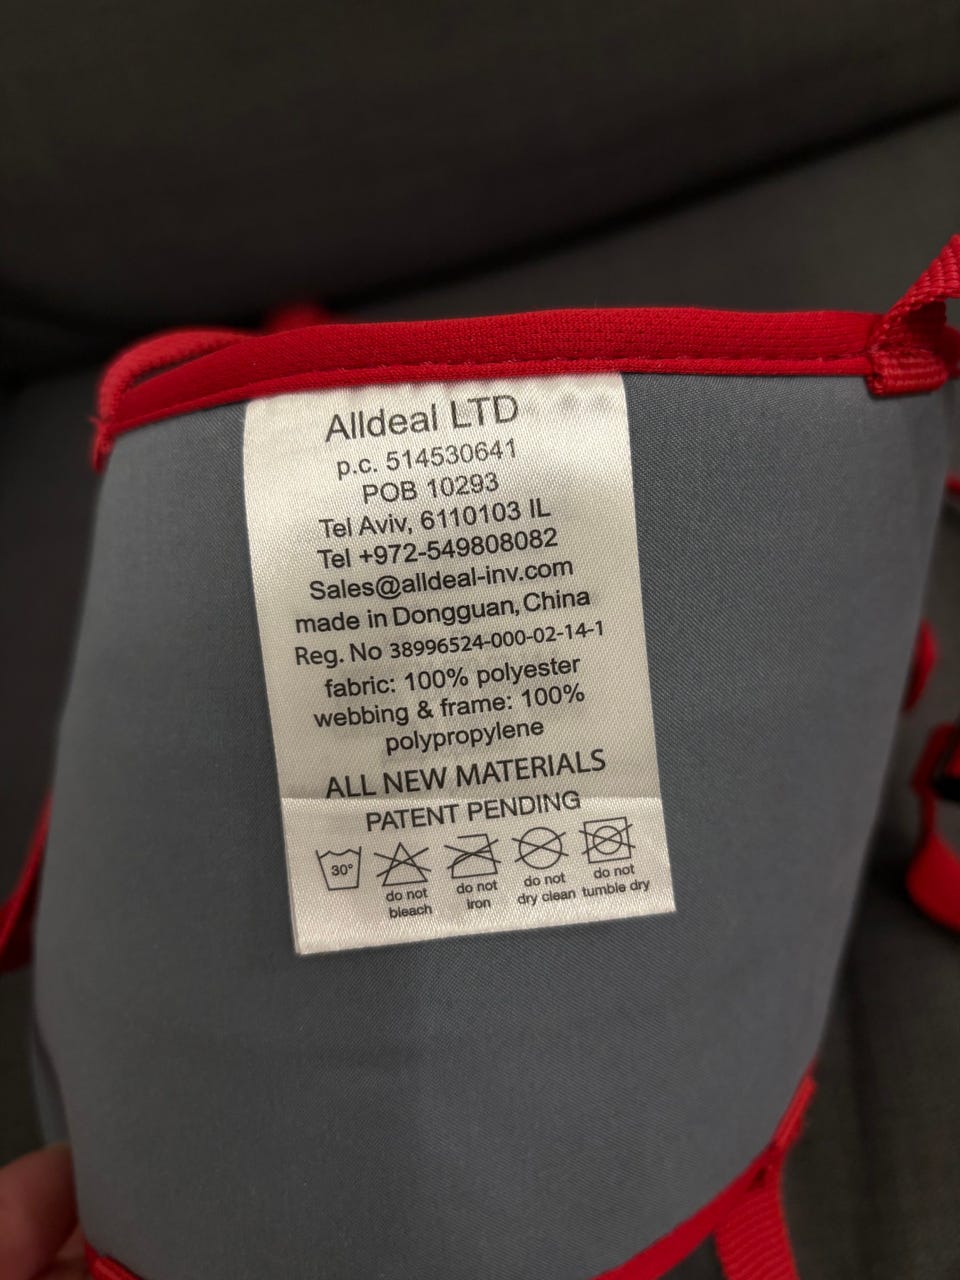 Alldeal LTD
p.c. 514530641
POB 10293
Tel Aviv, 6110103 IL
Tel +972-549808082
Sales@alldeal-inv.com
made in Dongguan, China
Reg. No 38996524-000-02-14-1
fabric: 100% polyester
webbing & frame: 100%
polypropylene
ALL NEW MATERIALS
PATENT PENDING
30°
do not
bleach
do not
iron
do not
dry clean
do not
tumble dry